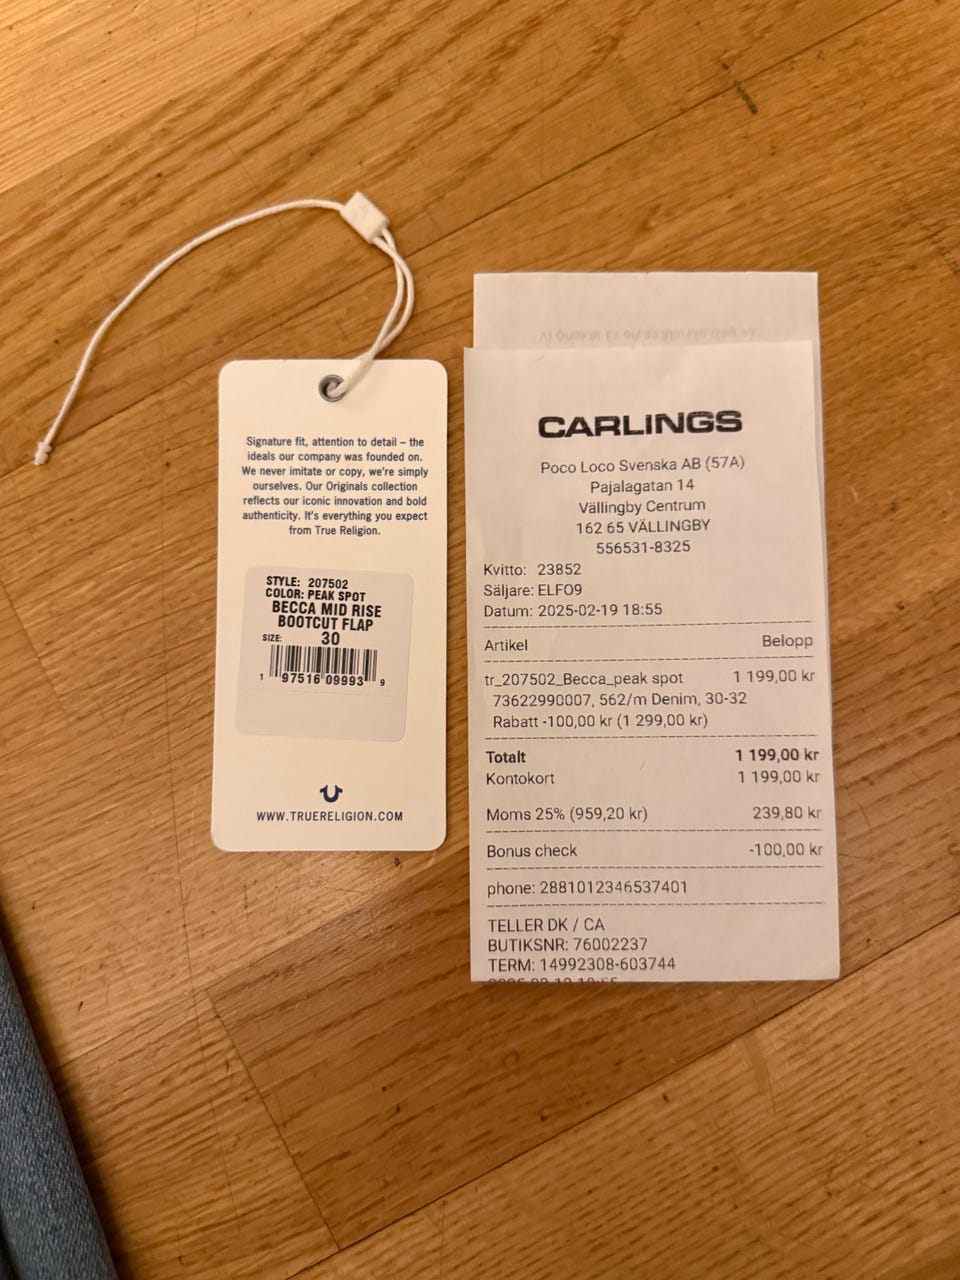 Signature fit, attention to detail – the
ideals our company was founded on.
We never imitate or copy, we're simply
ourselves. Our Originals collection
reflects our iconic innovation and bold
authenticity. It's everything you expect
from True Religion.
STYLE: 207502
COLOR: PEAK SPOT
BECCA MID RISE
BOOTCUT FLAP
SIZE: 30
1 97516 09993 9
WWW.TRUERELIGION.COM
Vi önskar Er en strålande dag =)
CARLINGS
Poco Loco Svenska AB (57A)
Pajalagatan 14
Vällingby Centrum
162 65 VÄLLINGBY
556531-8325
Kvitto: 23852
Säljare: ELFO9
Datum: 2025-02-19 18:55
Artikel Belopp
tr_207502_Becca_peak spot 1 199,00 kr
73622990007, 562/m Denim, 30-32
Rabatt -100,00 kr (1 299,00 kr)
Totalt 1 199,00 kr
Kontokort 1 199,00 kr
Moms 25% (959,20 kr) 239,80 kr
Bonus check -100,00 kr
phone: 2881012346537401
TELLER DK / CA
BUTIKSNR: 76002237
TERM: 14992308-603744